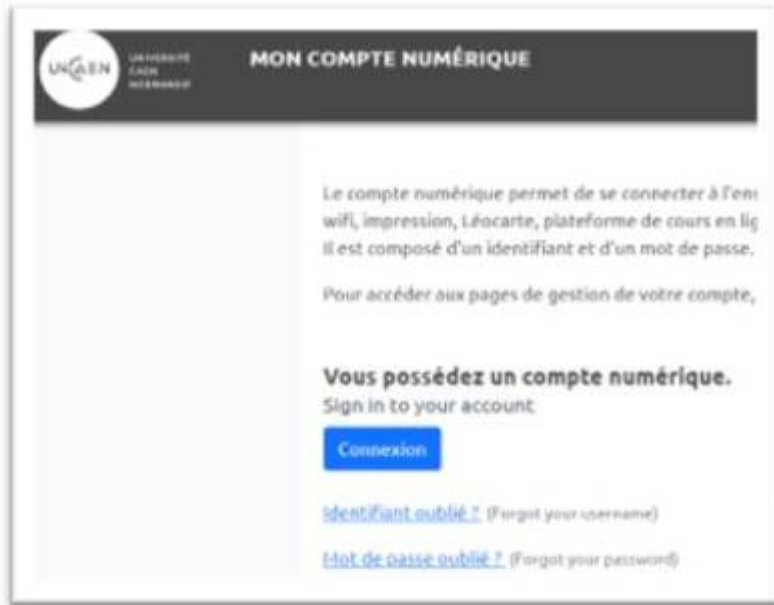 UNICAEN
UNIVERSITÉ
CAEN
NORMANDIE
MON COMPTE NUMÉRIQUE
Le compte numérique permet de se connecter à l'ens
wifi, impression, Léocarte, plateforme de cours en lig
Il est composé d'un identifiant et d'un mot de passe.
Pour accéder aux pages de gestion de votre compte,
Vous possédez un compte numérique.
Sign in to your account
Connexion
Identifiant oublié ? (Forgot your username)
Mot de passe oublié ? (Forgot your password)